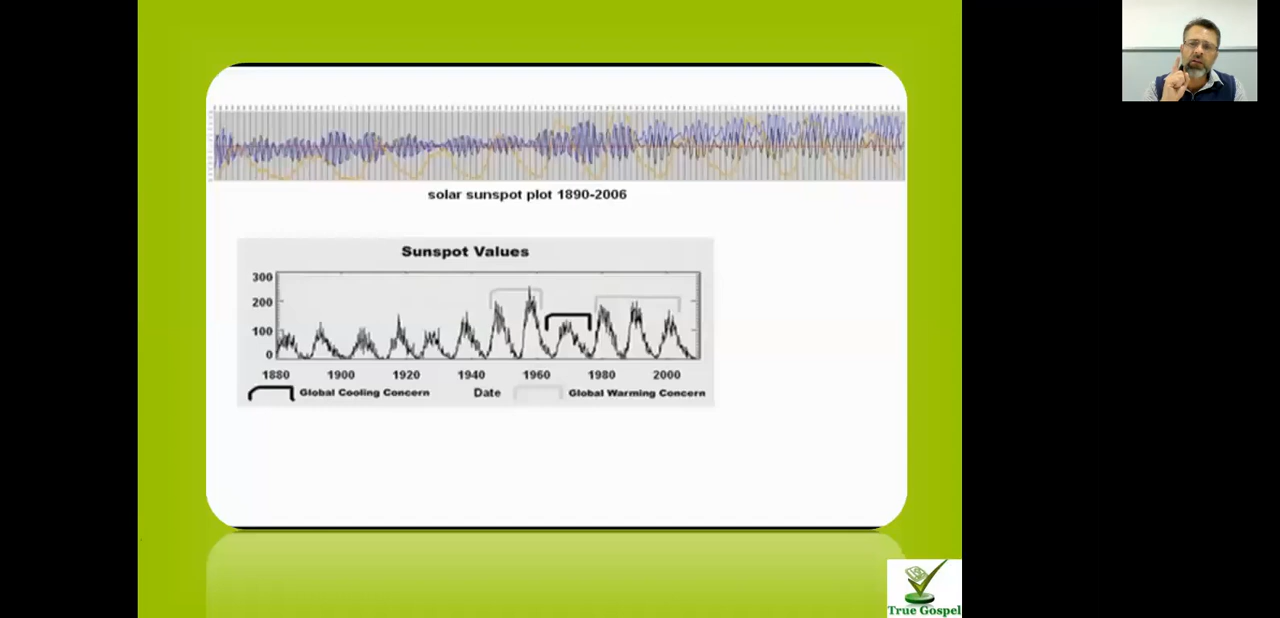 solar sunspot plot 1890-2006
Sunspot Values
300
200
100
0
1880 1900 1920 1940 1960 1980 2000
Global Cooling Concern Date Global Warming Concern
True Gospel